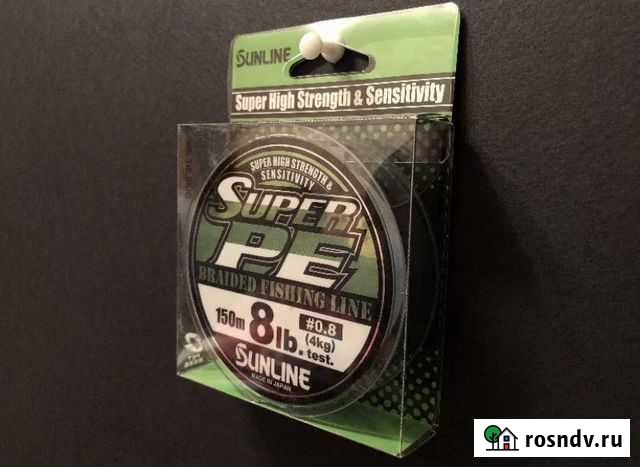 SUNLINE
Super High Strength & Sensitivity
SUPER HIGH STRENGTH &
SENSITIVITY
SUPER
PE
BRAIDED FISHING LINE
150m 8lb. test.
#0.8
(4kg)
SUNLINE
MADE IN JAPAN
rosndv.ru